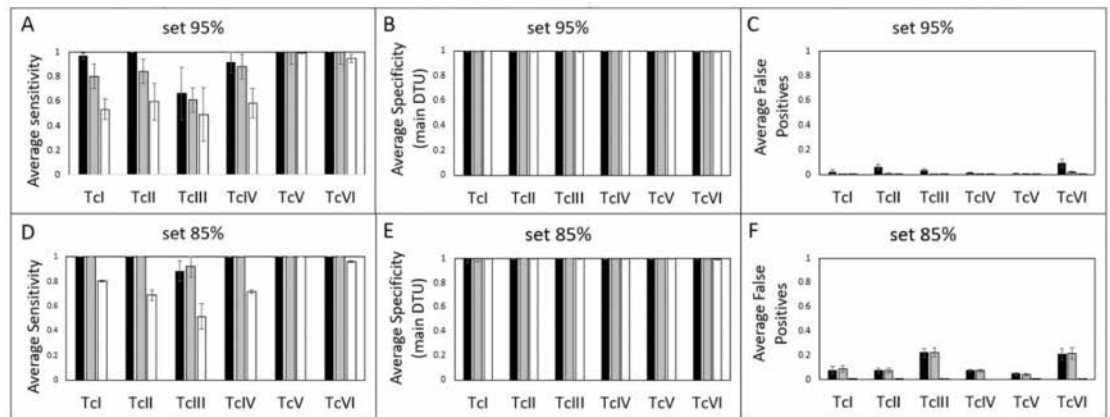 A
set 95%
Average sensitivity
1
0.8
0.6
0.4
0.2
0
TcI TcII TcIII TcIV TcV TcVI
B
set 95%
Average Specificity
(main DTU)
1
0.8
0.6
0.4
0.2
0
TcI TcII TcIII TcIV TcV TcVI
C
set 95%
Average False
Positives
1
0.8
0.6
0.4
0.2
0
TcI TcII TcIII TcIV TcV TcVI
D
set 85%
Average Sensitivity
1
0.8
0.6
0.4
0.2
0
TcI TcII TcIII TcIV TcV TcVI
E
set 85%
Average Specificity
(main DTU)
1
0.8
0.6
0.4
0.2
0
TcI TcII TcIII TcIV TcV TcVI
F
set 85%
Average False
Positives
1
0.8
0.6
0.4
0.2
0
TcI TcII TcIII TcIV TcV TcVI